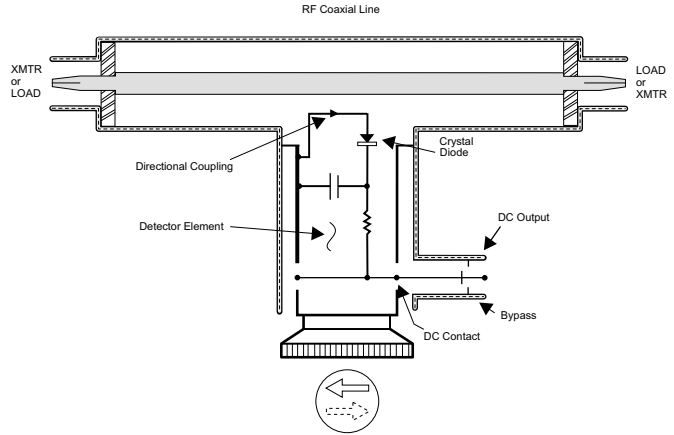 RF Coaxial Line
XMTR
or
LOAD
LOAD
or
XMTR
Crystal
Diode
Directional Coupling
Detector Element
DC Output
Bypass
DC Contact